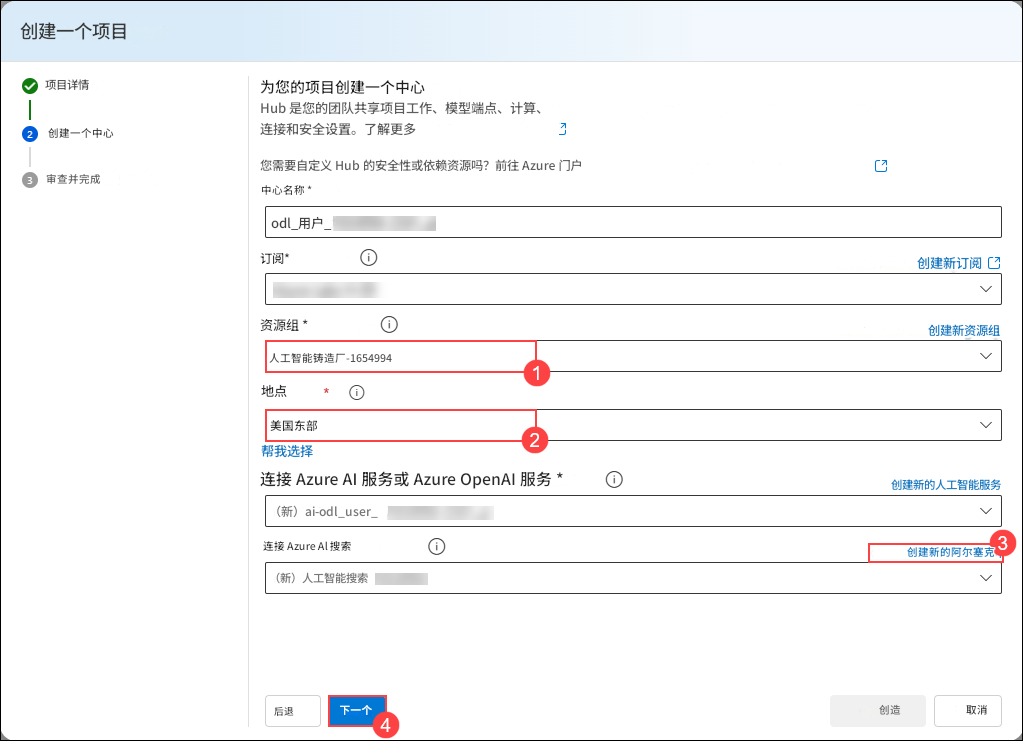 创建一个项目
项目详情
2 创建一个中心
3 审查并完成
为您的项目创建一个中心
Hub 是您的团队共享项目工作、模型端点、计算、
连接和安全设置。了解更多
您需要自定义 Hub 的安全性或依赖资源吗？前往 Azure 门户
中心名称 *
odl_用户_
订阅*
创建新订阅
资源组 *
创建新资源组
人工智能铸造厂-1654994
1
地点 *
美国东部
2
帮我选择
连接 Azure AI 服务或 Azure OpenAI 服务 *
创建新的人工智能服务
（新）ai-odl_user_
连接 Azure Al 搜索
创建新的阿尔塞克
3
（新）人工智能搜索
后退
下一个
4
创造
取消